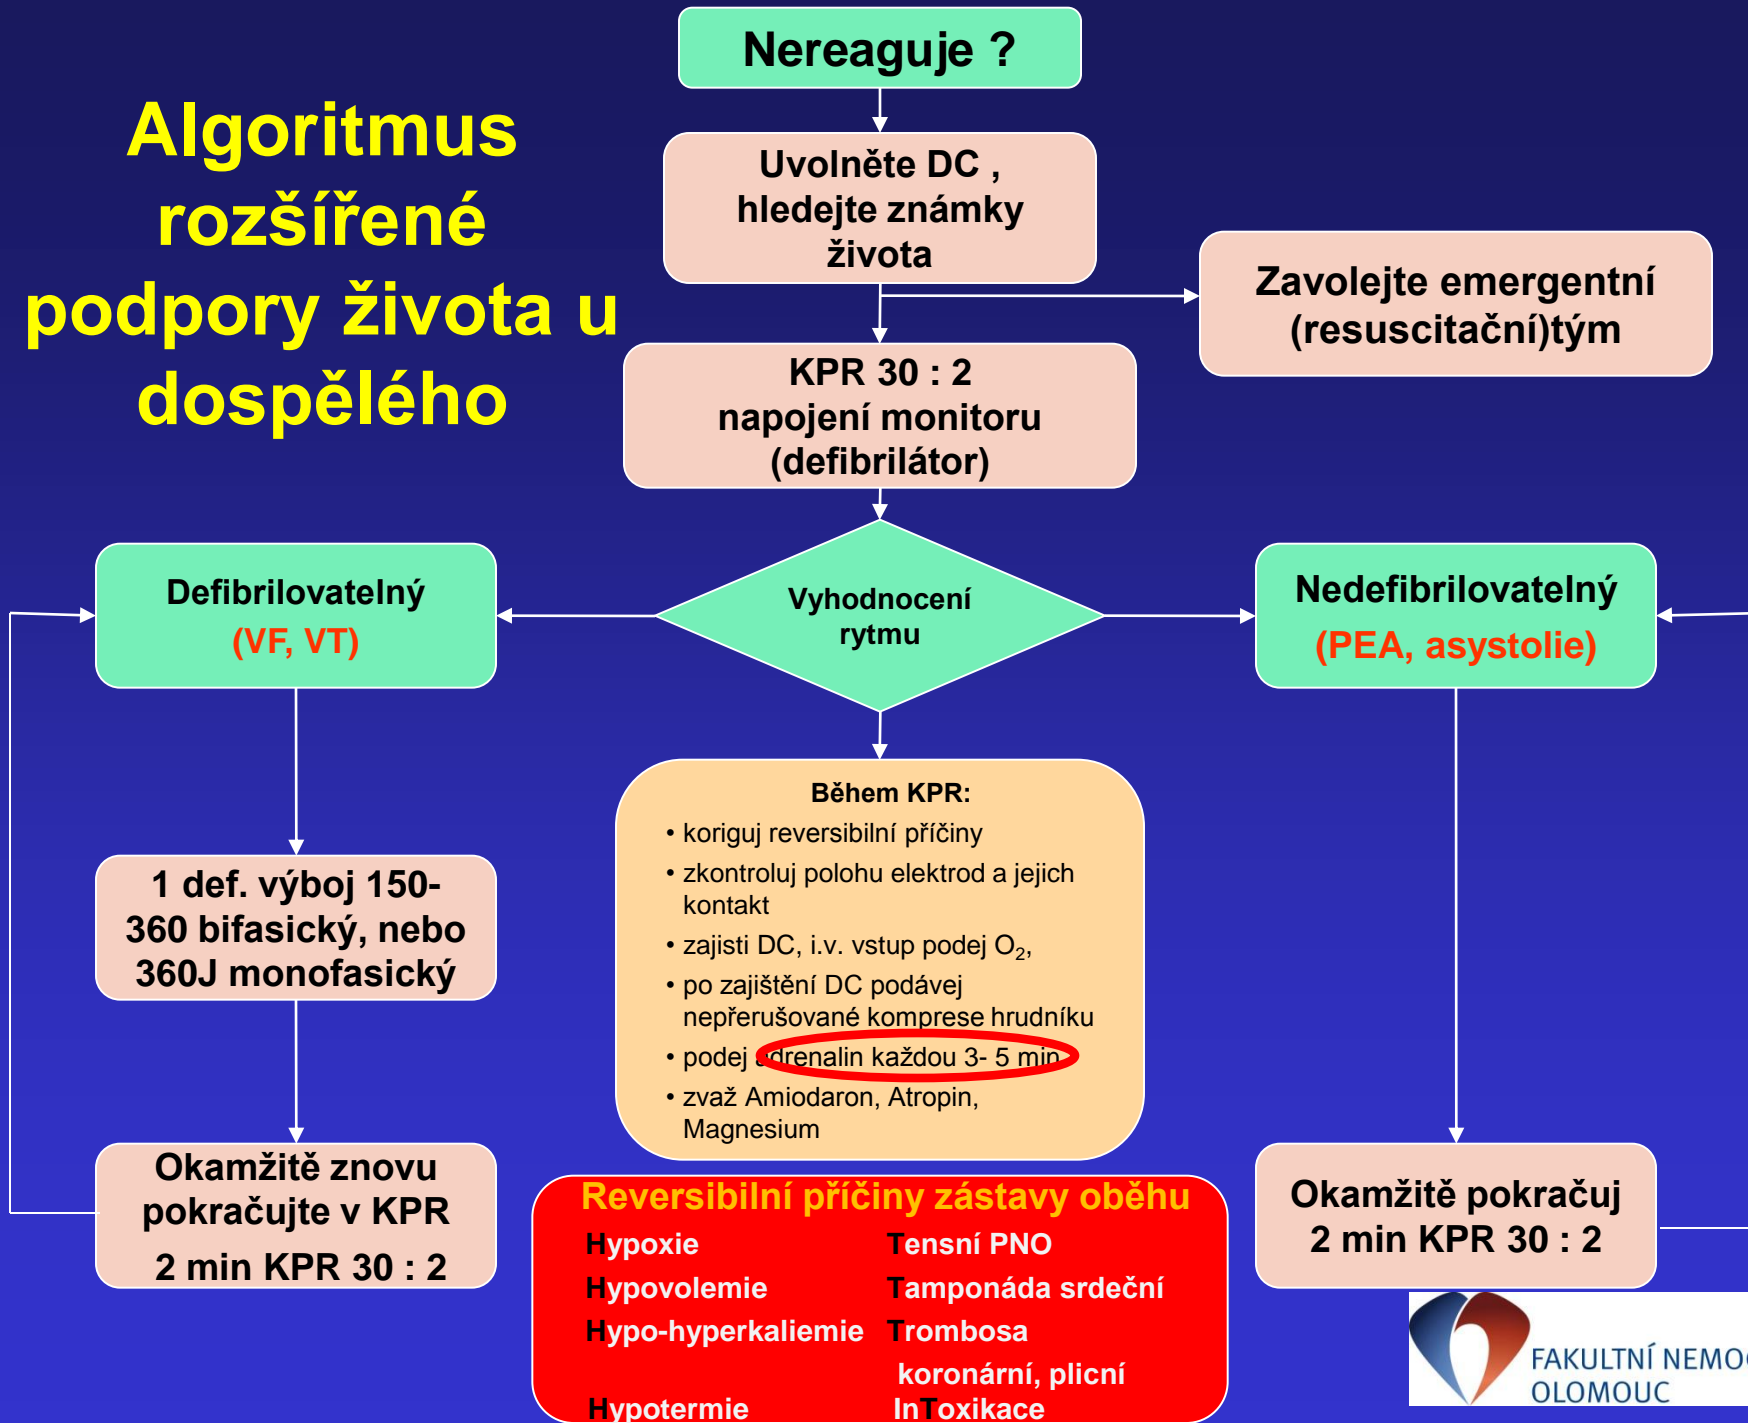 Nereaguje ?
Algoritmus
rozšířené
podpory života u
dospělého
Uvolněte DC ,
hledejte známky
života
Zavolejte emergentní
(resuscitační)tým
KPR 30 : 2
napojení monitoru
(defibrilátor)
Defibrilovatelný
(VF, VT)
Vyhodnocení
rytmu
Nedefibrilovatelný
(PEA, asystolie)
1 def. výboj 150-
360 bifasický, nebo
360J monofasický
Během KPR:
• koriguj reversibilní příčiny
• zkontroluj polohu elektrod a jejich
kontakt
• zajisti DC, i.v. vstup podej O₂,
• po zajištění DC podávej
nepřerušované komprese hrudníku
• podej adrenalin každou 3- 5 min
• zvaž Amiodaron, Atropin,
Magnesium
Okamžitě znovu
pokračujte v KPR
2 min KPR 30 : 2
Okamžitě pokračuj
2 min KPR 30 : 2
Reversibilní příčiny zástavy oběhu
Hypoxie Tensní PNO
Hypovolemie Tamponáda srdeční
Hypo-hyperkaliemie Trombosa
koronární, plicní
Hypotermie InToxikace
FAKULTNÍ NEMOC
OLOMOUC